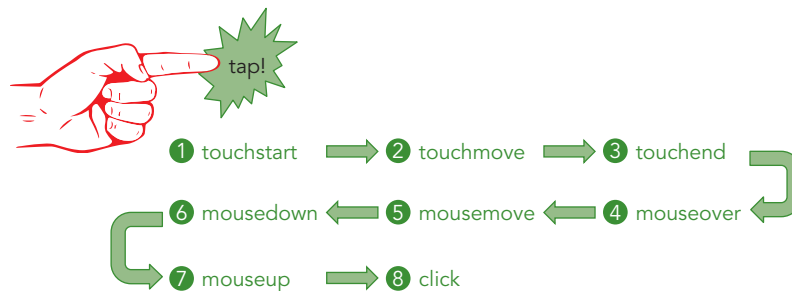 tap!
1 touchstart 2 touchmove 3 touchend
6 mousedown 5 mousemove 4 mouseover
7 mouseup 8 click